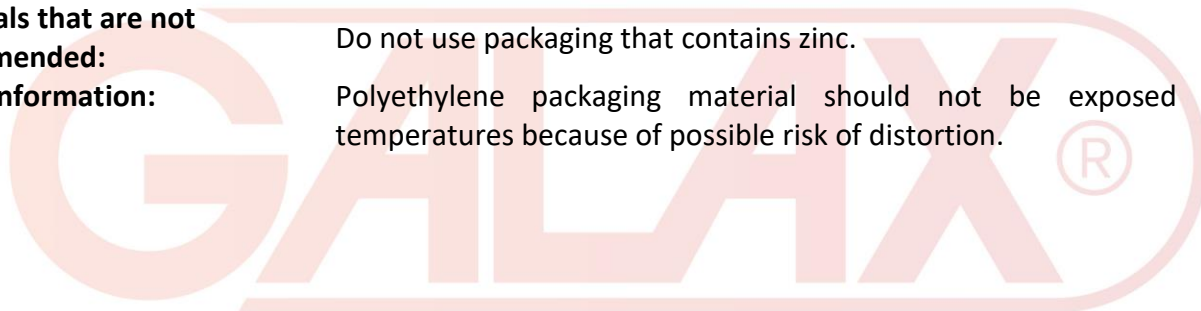 als that are not
mended:
Do not use packaging that contains zinc.
nformation:
Polyethylene packaging material should not be exposed
temperatures because of possible risk of distortion.
GALAX®